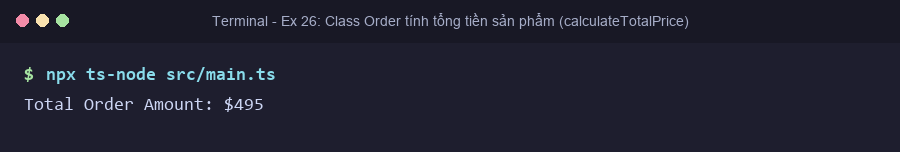 Terminal - Ex 26: Class Order tính tổng tiền sản phẩm (calculateTotalPrice)
$ npx ts-node src/main.ts
Total Order Amount: $495